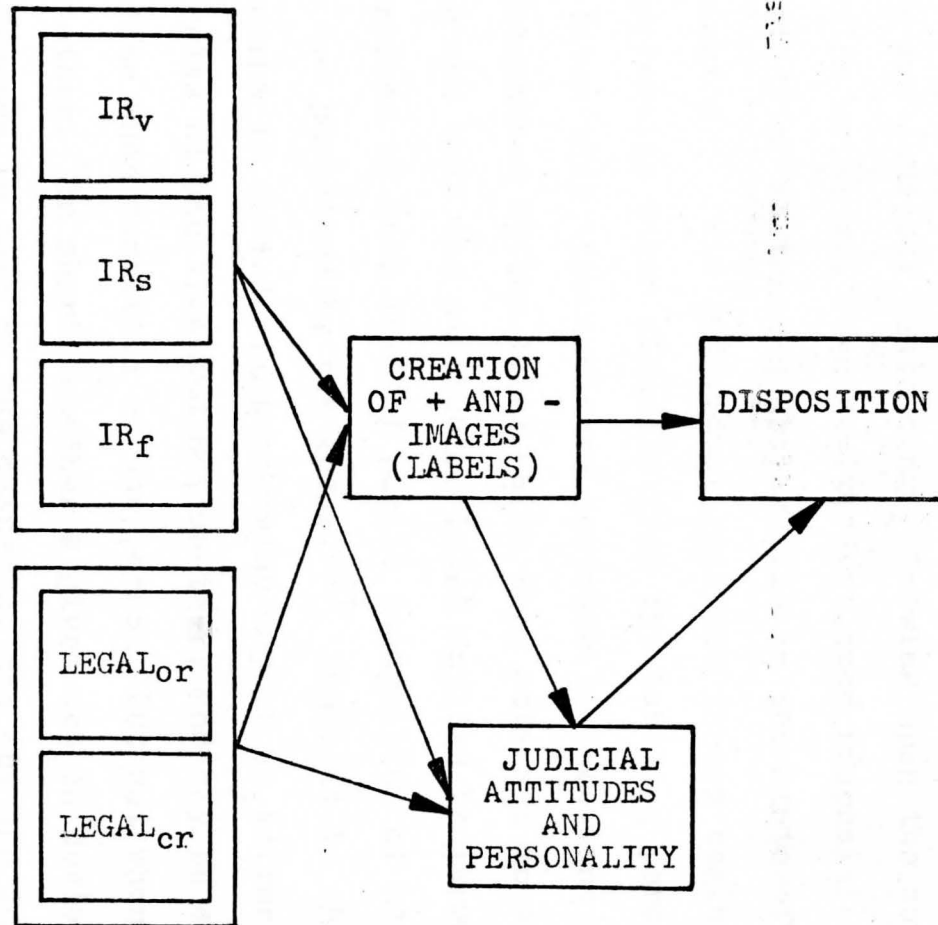 IRv
IRs
IRf
CREATION
OF + AND -
IMAGES
(LABELS)
DISPOSITION
LEGALor
LEGALcr
JUDICIAL
ATTITUDES
AND
PERSONALITY